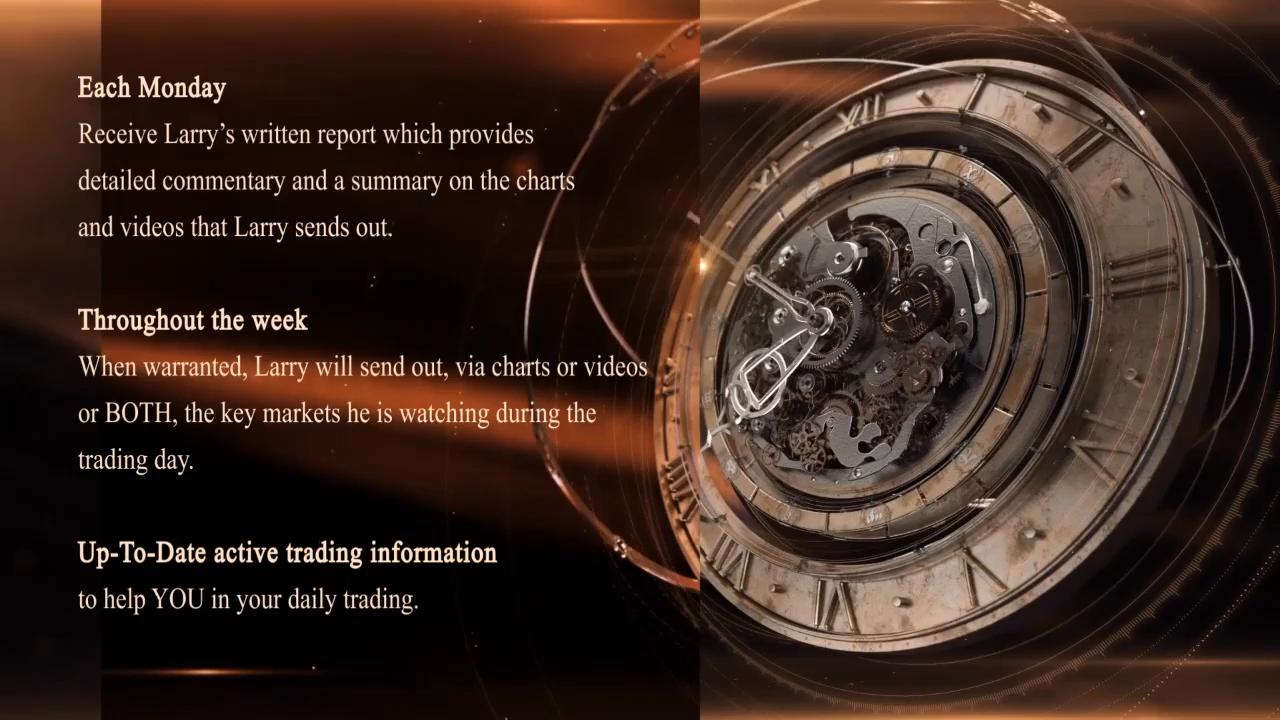 Each Monday
Receive Larry’s written report which provides
detailed commentary and a summary on the charts
and videos that Larry sends out.
Throughout the week
When warranted, Larry will send out, via charts or videos
or BOTH, the key markets he is watching during the
trading day.
Up-To-Date active trading information
to help YOU in your daily trading.